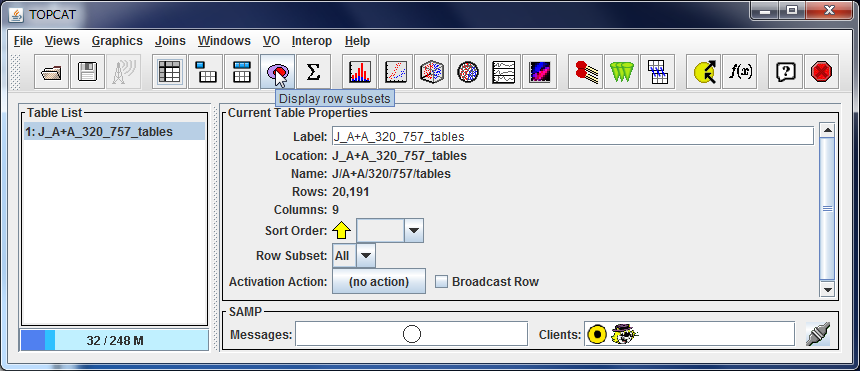 TOPCAT
File Views Graphics Joins Windows VO Interop Help
Σ f(x) ?
Display row subsets
Table List
1: J_A+A_320_757_tables
32 / 248 M
Current Table Properties
Label: J_A+A_320_757_tables
Location: J_A+A_320_757_tables
Name: J/A+A/320/757/tables
Rows: 20,191
Columns: 9
Sort Order:
Row Subset: All
Activation Action: (no action) Broadcast Row
SAMP
Messages: Clients: